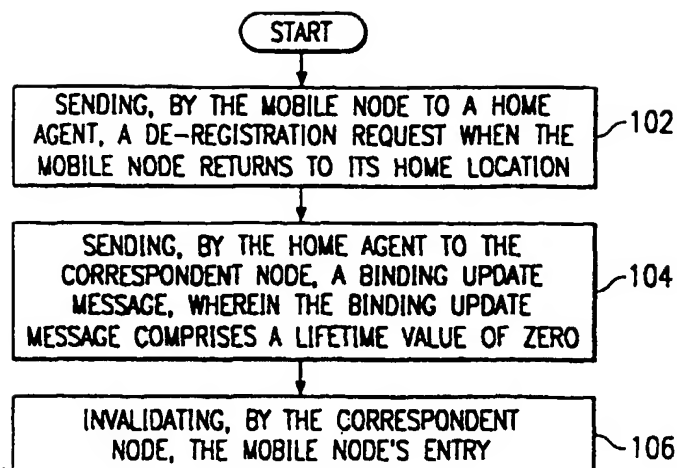 START
SENDING, BY THE MOBILE NODE TO A HOME
AGENT, A DE-REGISTRATION REQUEST WHEN THE
MOBILE NODE RETURNS TO ITS HOME LOCATION
102
SENDING, BY THE HOME AGENT TO THE
CORRESPONDENT NODE, A BINDING UPDATE
MESSAGE, WHEREIN THE BINDING UPDATE
MESSAGE COMPRISES A LIFETIME VALUE OF ZERO
104
INVALIDATING, BY THE CORRESPONDENT
NODE, THE MOBILE NODE'S ENTRY
106